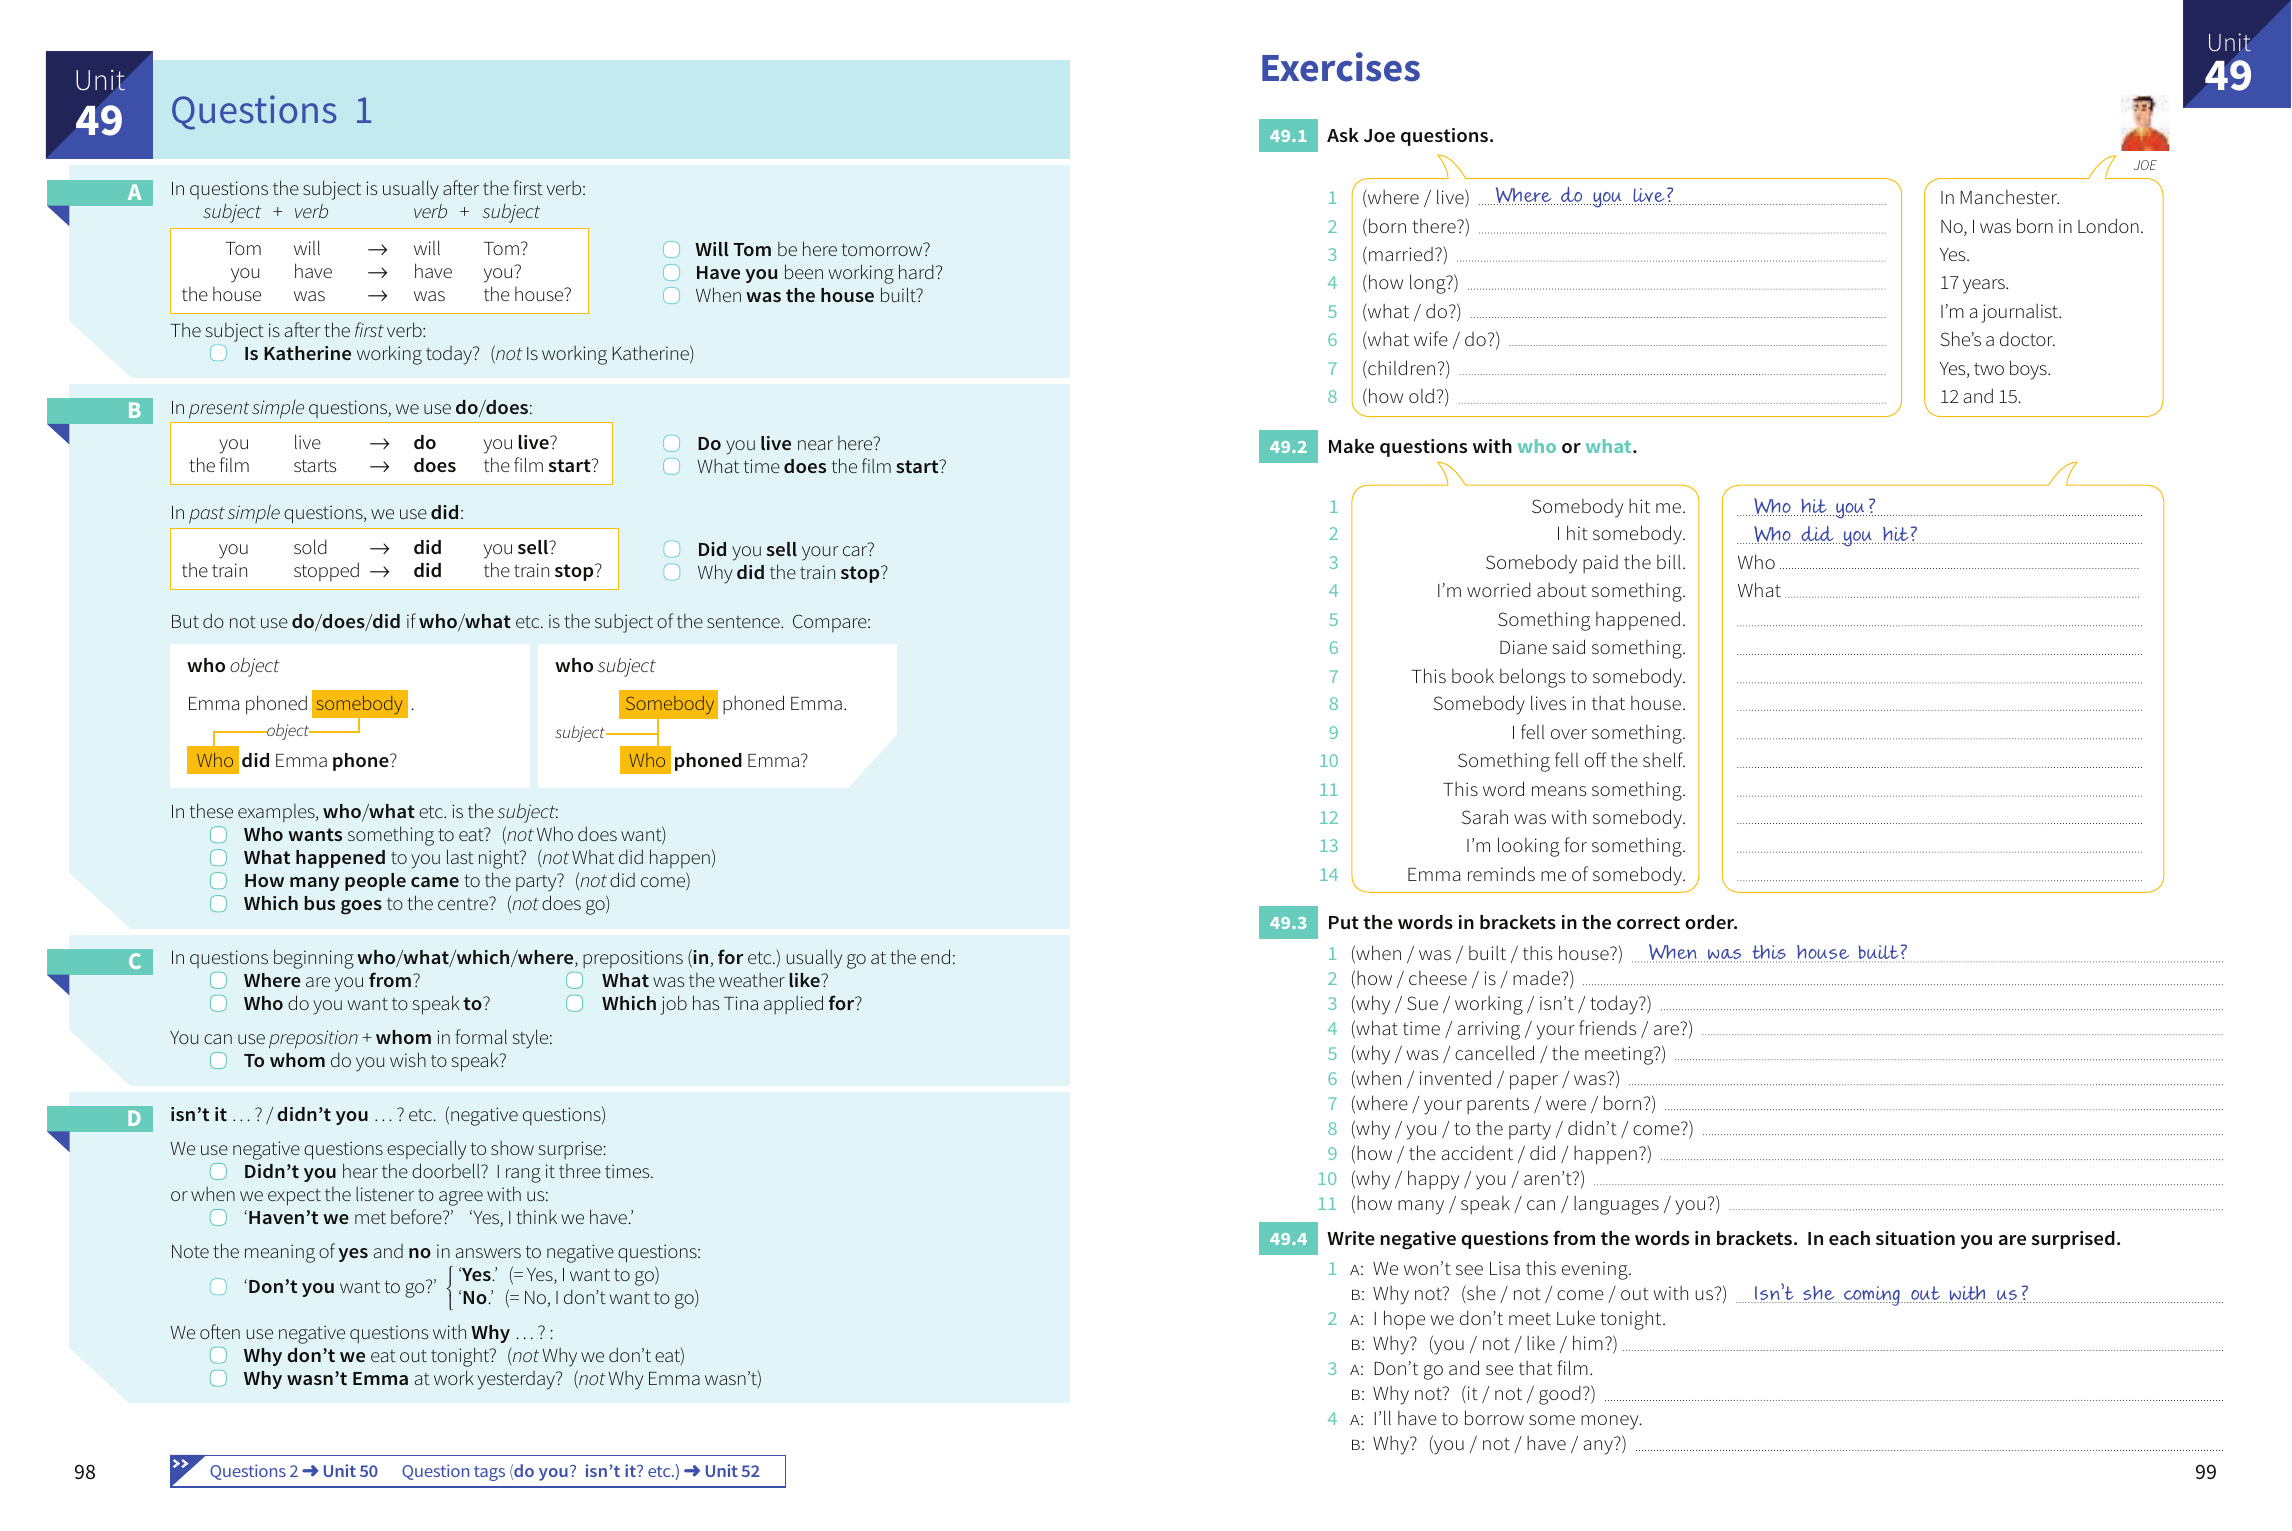 Unit
49
Questions 1
A
In questions the subject is usually after the first verb:
subject + verb verb + subject
Tom will → will Tom?
you have → have you?
the house was → was the house?
Will Tom be here tomorrow?
Have you been working hard?
When was the house built?
The subject is after the first verb:
Is Katherine working today? (not Is working Katherine)
B
In present simple questions, we use do/does:
you live → do you live?
the film starts → does the film start?
Do you live near here?
What time does the film start?
In past simple questions, we use did:
you sold → did you sell?
the train stopped → did the train stop?
Did you sell your car?
Why did the train stop?
But do not use do/does/did if who/what etc. is the subject of the sentence. Compare:
who object
Emma phoned somebody .
object
Who did Emma phone?
who subject
Somebody phoned Emma.
subject
Who phoned Emma?
In these examples, who/what etc. is the subject:
Who wants something to eat? (not Who does want)
What happened to you last night? (not What did happen)
How many people came to the party? (not did come)
Which bus goes to the centre? (not does go)
C
In questions beginning who/what/which/where, prepositions (in, for etc.) usually go at the end:
Where are you from? What was the weather like?
Who do you want to speak to? Which job has Tina applied for?
You can use preposition + whom in formal style:
To whom do you wish to speak?
D
isn't it … ? / didn't you … ? etc. (negative questions)
We use negative questions especially to show surprise:
Didn't you hear the doorbell? I rang it three times.
or when we expect the listener to agree with us:
‘Haven't we met before?’ ‘Yes, I think we have.’
Note the meaning of yes and no in answers to negative questions:
‘Don't you want to go?’
‘Yes.’ (= Yes, I want to go)
‘No.’ (= No, I don't want to go)
We often use negative questions with Why … ? :
Why don't we eat out tonight? (not Why we don't eat)
Why wasn't Emma at work yesterday? (not Why Emma wasn't)
98
>> Questions 2 ➜ Unit 50 Question tags (do you? isn't it? etc.) ➜ Unit 52
Unit
49
Exercises
49.1 Ask Joe questions.
JOE
1 (where / live) Where do you live? In Manchester.
2 (born there?) No, I was born in London.
3 (married?) Yes.
4 (how long?) 17 years.
5 (what / do?) I'm a journalist.
6 (what wife / do?) She's a doctor.
7 (children?) Yes, two boys.
8 (how old?) 12 and 15.
49.2 Make questions with who or what.
1 Somebody hit me. Who hit you?
2 I hit somebody. Who did you hit?
3 Somebody paid the bill. Who
4 I'm worried about something. What
5 Something happened.
6 Diane said something.
7 This book belongs to somebody.
8 Somebody lives in that house.
9 I fell over something.
10 Something fell off the shelf.
11 This word means something.
12 Sarah was with somebody.
13 I'm looking for something.
14 Emma reminds me of somebody.
49.3 Put the words in brackets in the correct order.
1 (when / was / built / this house?) When was this house built?
2 (how / cheese / is / made?)
3 (why / Sue / working / isn't / today?)
4 (what time / arriving / your friends / are?)
5 (why / was / cancelled / the meeting?)
6 (when / invented / paper / was?)
7 (where / your parents / were / born?)
8 (why / you / to the party / didn't / come?)
9 (how / the accident / did / happen?)
10 (why / happy / you / aren't?)
11 (how many / speak / can / languages / you?)
49.4 Write negative questions from the words in brackets. In each situation you are surprised.
1 A: We won't see Lisa this evening.
B: Why not? (she / not / come / out with us?) Isn't she coming out with us?
2 A: I hope we don't meet Luke tonight.
B: Why? (you / not / like / him?)
3 A: Don't go and see that film.
B: Why not? (it / not / good?)
4 A: I'll have to borrow some money.
B: Why? (you / not / have / any?)
99